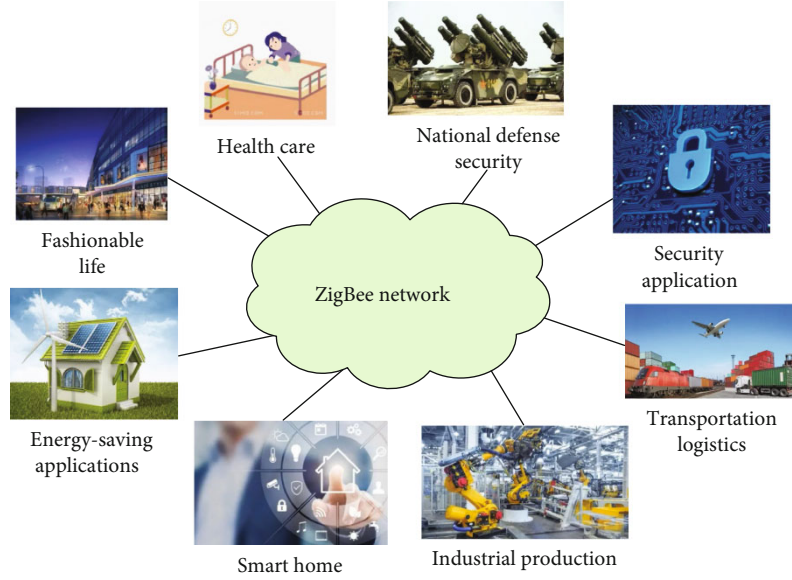 Health care
National defense
security
Fashionable
life
Security
application
ZigBee network
Energy-saving
applications
Transportation
logistics
Smart home
Industrial production